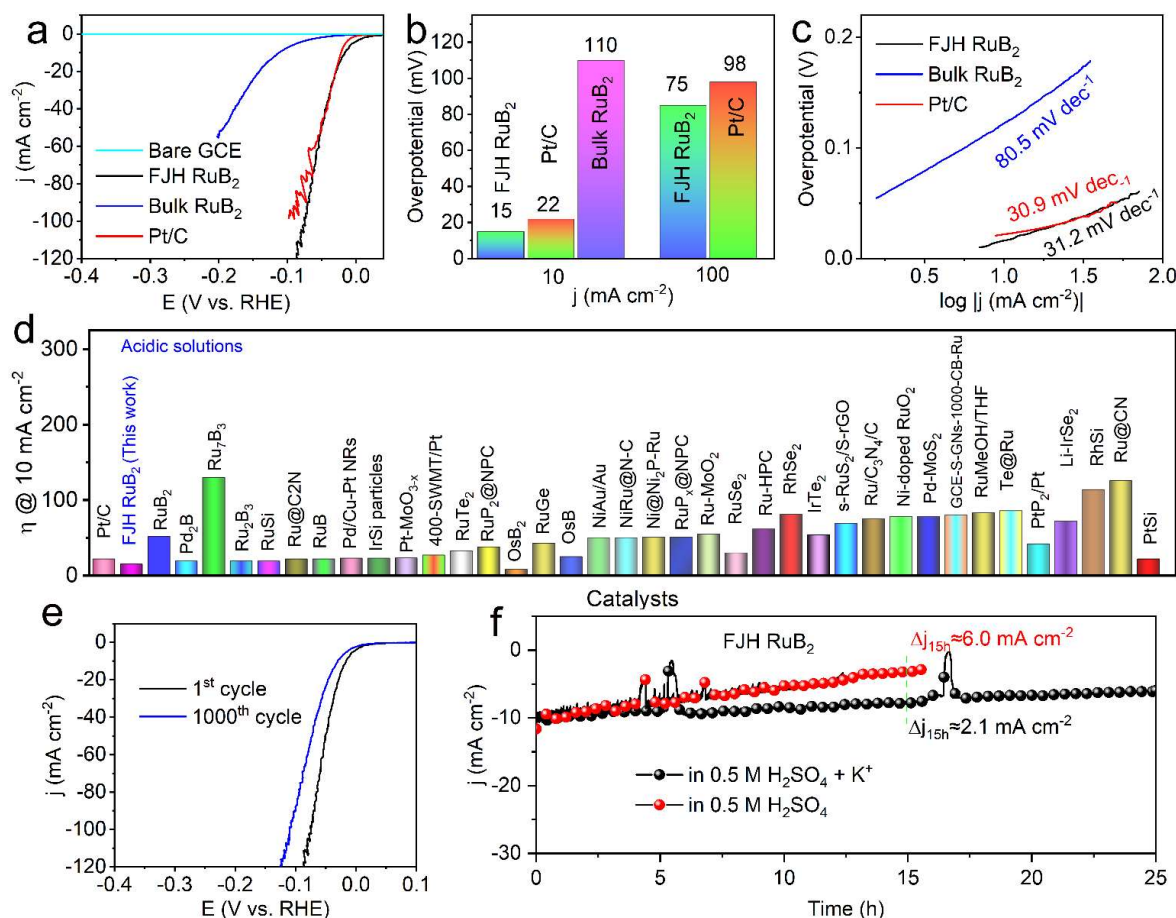 a
j (mA cm⁻²)
0
-20
-40
-60
-80
-100
-120
Bare GCE
FJH RuB₂
Bulk RuB₂
Pt/C
-0.4 -0.3 -0.2 -0.1 0.0
E (V vs. RHE)
b
Overpotential (mV)
120
100
80
60
40
20
0
FJH RuB₂
15
Pt/C
22
110
Bulk RuB₂
75
FJH RuB₂
98
Pt/C
10 100
j (mA cm⁻²)
c
Overpotential (V)
0.2
0.1
0.0
FJH RuB₂
Bulk RuB₂
Pt/C
80.5 mV dec⁻¹
30.9 mV dec₋₁
31.2 mV dec⁻¹
0.5 1.0 1.5 2.0
log |j (mA cm⁻²)|
d
Acidic solutions
η @ 10 mA cm⁻²
300
225
150
75
0
Pt/C
FJH RuB₂ (This work)
RuB₂
Pd₂B
Ru₇B₃
Ru₂B₃
RuSi
Ru@C2N
RuB
Pd/Cu-Pt NRs
IrSi particles
Pt-MoO₃₋ₓ
400-SWMT/Pt
RuTe₂
RuP₂@NPC
OsB₂
RuGe
OsB
NiAu/Au
NiRu@N-C
Ni@Ni₂P-Ru
RuPₓ@NPC
Ru-MoO₂
RuSe₂
Ru-HPC
RhSe₂
IrTe₂
s-RuS₂/S-rGO
Ru/C₃N₄/C
Ni-doped RuO₂
Pd-MoS₂
GCE-S-GNs-1000-CB-Ru
RuMeOH/THF
Te@Ru
PtP₂/Pt
Li-IrSe₂
RhSi
Ru@CN
PtSi
Catalysts
e
j (mA cm⁻²)
0
-20
-40
-60
-80
-100
-120
1ˢᵗ cycle
1000ᵗʰ cycle
-0.4 -0.3 -0.2 -0.1 0.0 0.1
E (V vs. RHE)
f
j (mA cm⁻²)
0
-10
-20
-30
FJH RuB₂
Δj₁₅ₕ≈6.0 mA cm⁻²
Δj₁₅ₕ≈2.1 mA cm⁻²
in 0.5 M H₂SO₄ + K⁺
in 0.5 M H₂SO₄
0 5 10 15 20 25
Time (h)